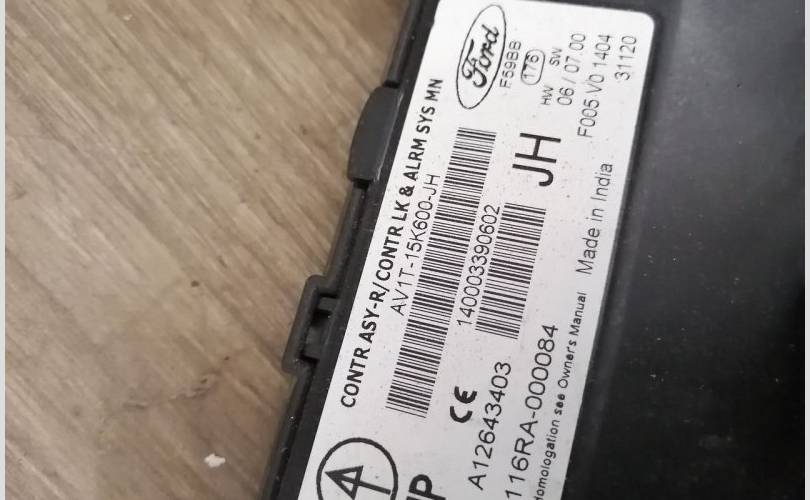 CONTR ASY-R/CONTR LK & ALRM SYS MN
AV1T-15K600-JH
Ford
F59BB
176
HW SW
06 / 07.00
F005 V0 1404
31120
140003390602
JH
Made in India
CE
A12643403
116RA-000084
Homologation see Owners Manual